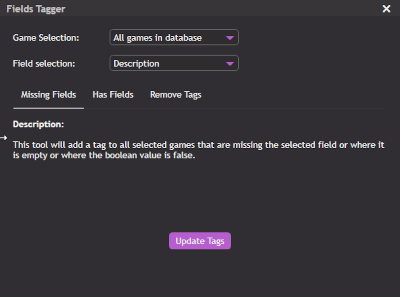 Fields Tagger
Game Selection: All games in database
Field selection: Description
Missing Fields Has Fields Remove Tags
Description:
This tool will add a tag to all selected games that are missing the selected field or where it
is empty or where the boolean value is false.
Update Tags